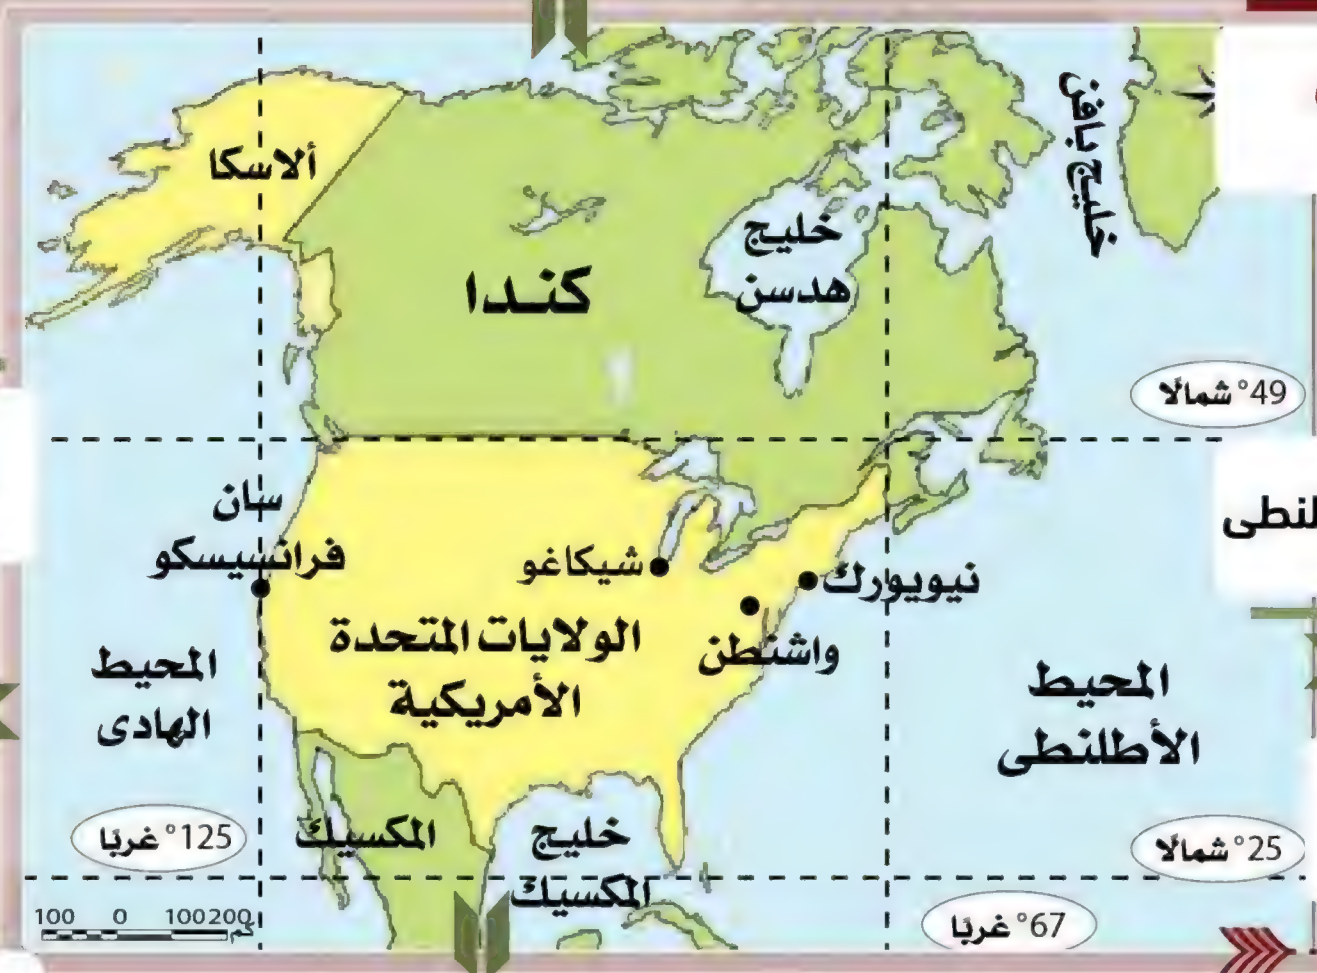 ألاسكا
خليج بافن
خليج
هدسن
كندا
°49 شمالًا
سان
فرانسيسكو
شيكاغو
نيويورك
واشنطن
لنطى
الولايات المتحدة
الأمريكية
المحيط
الهادى
المحيط
الأطلنطى
°125 غربًا
المكسيك
خليج
المكسيك
°25 شمالًا
°67 غربًا
100 0 100 200 كم